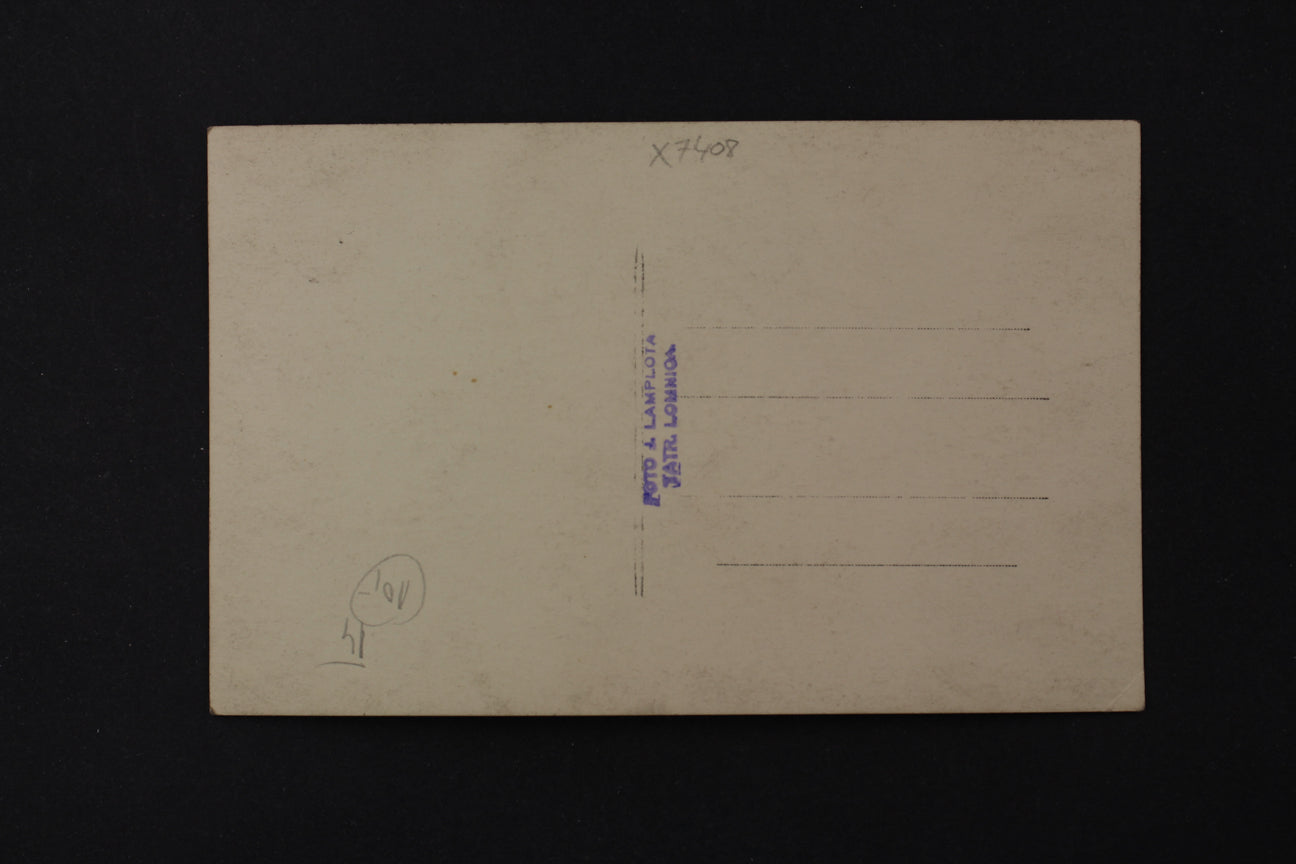 X7408
FOTO J. LAMPLOTA
TATR. LOMNICA